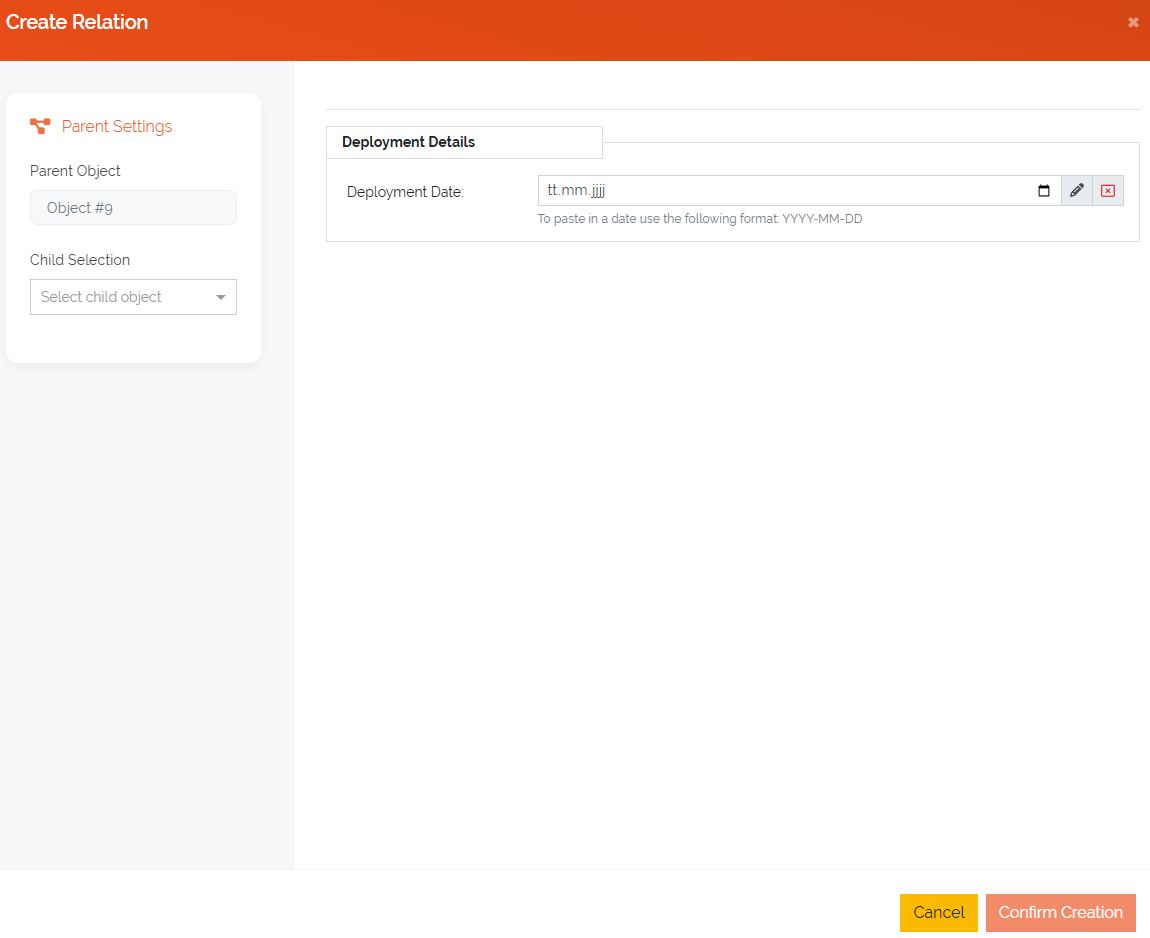 Create Relation
Parent Settings
Parent Object
Object #9
Child Selection
Select child object
Deployment Details
Deployment Date:
tt.mm.jjjj
To paste in a date use the following format: YYYY-MM-DD
Cancel
Confirm Creation